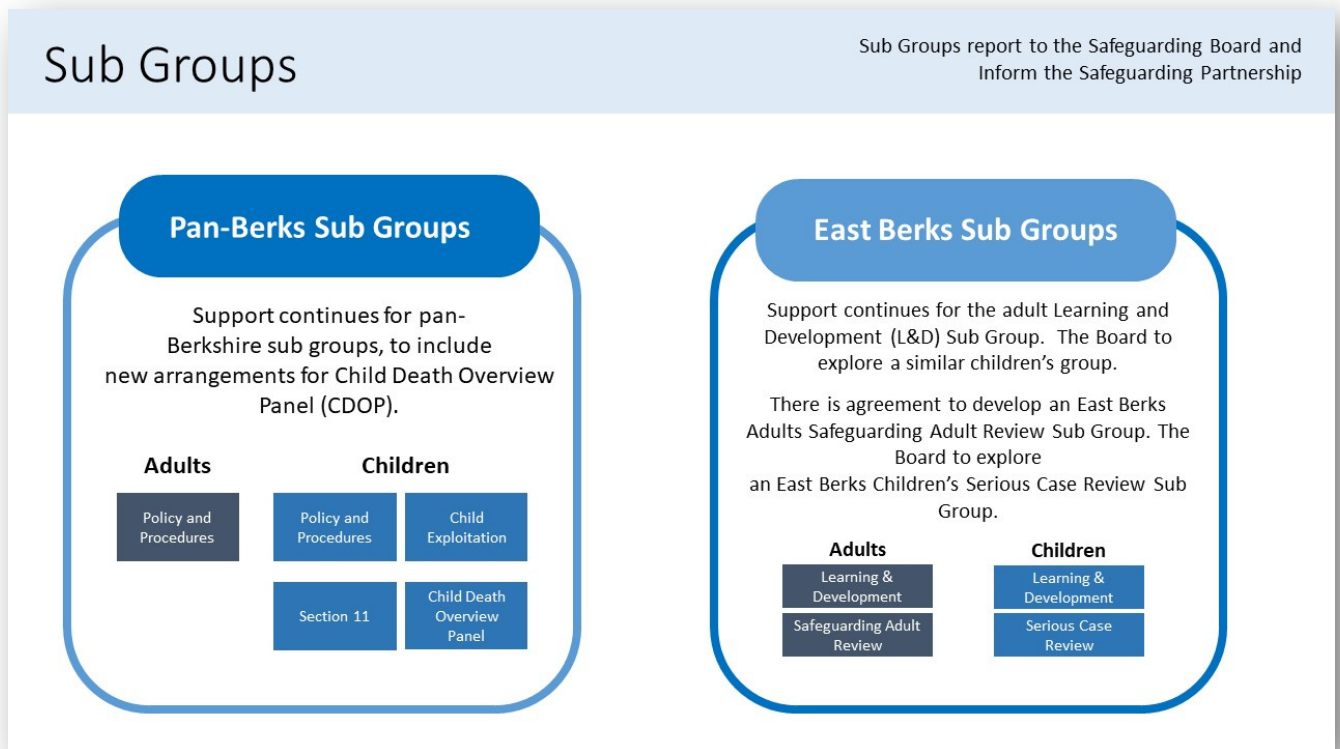 Sub Groups
Sub Groups report to the Safeguarding Board and
Inform the Safeguarding Partnership
Pan-Berks Sub Groups
Support continues for pan-
Berkshire sub groups, to include
new arrangements for Child Death Overview
Panel (CDOP).
Adults
Children
Policy and
Procedures
Policy and
Procedures
Child
Exploitation
Section 11
Child Death
Overview
Panel
East Berks Sub Groups
Support continues for the adult Learning and
Development (L&D) Sub Group.  The Board to
explore a similar children’s group.
There is agreement to develop an East Berks
Adults Safeguarding Adult Review Sub Group. The
Board to explore
an East Berks Children’s Serious Case Review Sub
Group.
Adults
Children
Learning &
Development
Learning &
Development
Safeguarding Adult
Review
Serious Case
Review